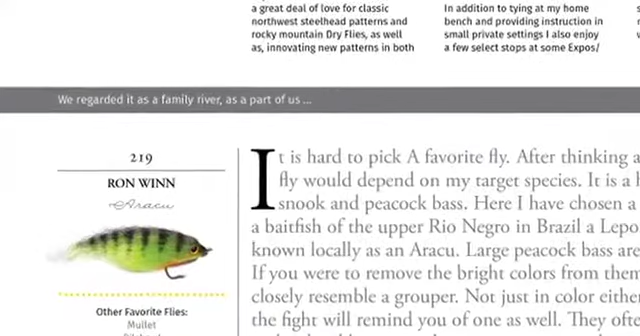 a great deal of love for classic
northwest steelhead patterns and
rocky mountain Dry Flies, as well
as, innovating new patterns in both
In addition to tying at my home
bench and providing instruction in
small private settings I also enjoy
a few select stops at some Expos/
We regarded it as a family river, as a part of us ...
219
RON WINN
Aracu
Other Favorite Flies:
Mullet
It is hard to pick A favorite fly. After thinking a
fly would depend on my target species. It is a h
snook and peacock bass. Here I have chosen a
a baitfish of the upper Rio Negro in Brazil a Lepo
known locally as an Aracu. Large peacock bass are
If you were to remove the bright colors from them
closely resemble a grouper. Not just in color either
the fight will remind you of one as well. They ofte